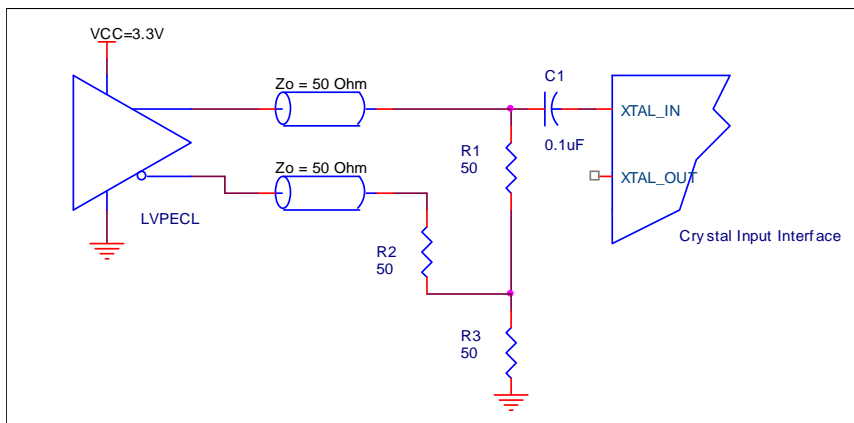 VCC=3.3V
Zo = 50 Ohm
C1
XTAL_IN
0.1uF
R1
50
Zo = 50 Ohm
XTAL_OUT
LVPECL
Crystal Input Interface
R2
50
R3
50